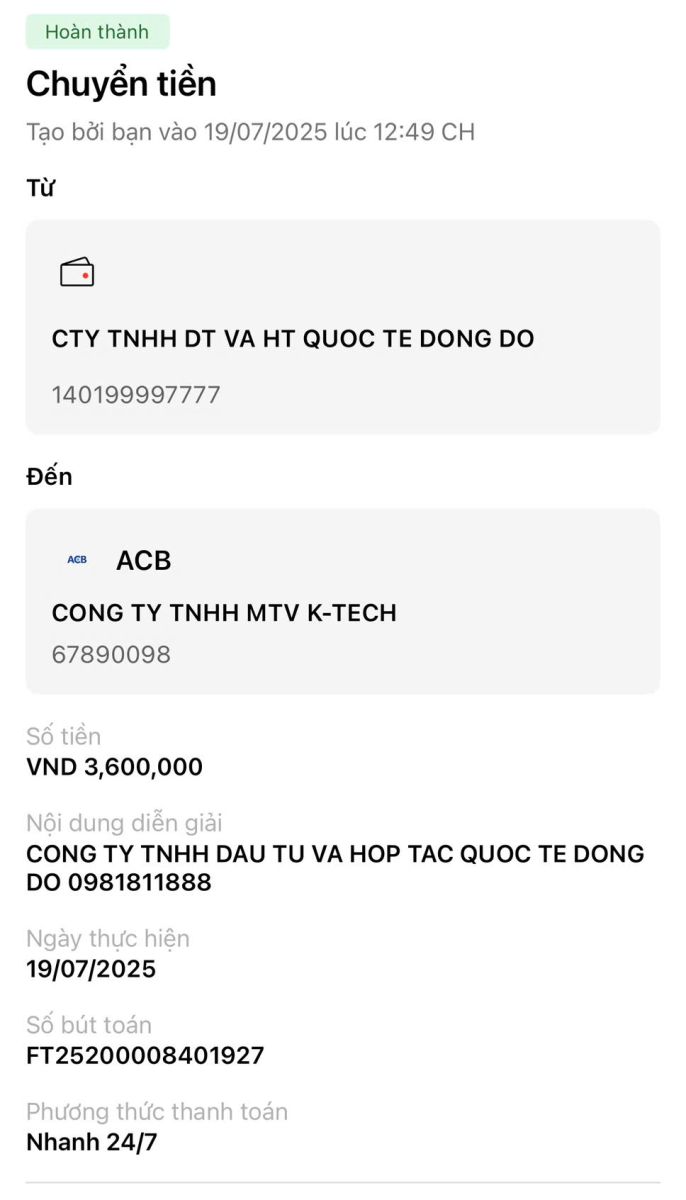 Hoàn thành
Chuyển tiền
Tạo bởi bạn vào 19/07/2025 lúc 12:49 CH
Từ
CTY TNHH DT VA HT QUOC TE DONG DO
140199997777
Đến
ACB ACB
CONG TY TNHH MTV K-TECH
67890098
Số tiền
VND 3,600,000
Nội dung diễn giải
CONG TY TNHH DAU TU VA HOP TAC QUOC TE DONG
DO 0981811888
Ngày thực hiện
19/07/2025
Số bút toán
FT25200008401927
Phương thức thanh toán
Nhanh 24/7